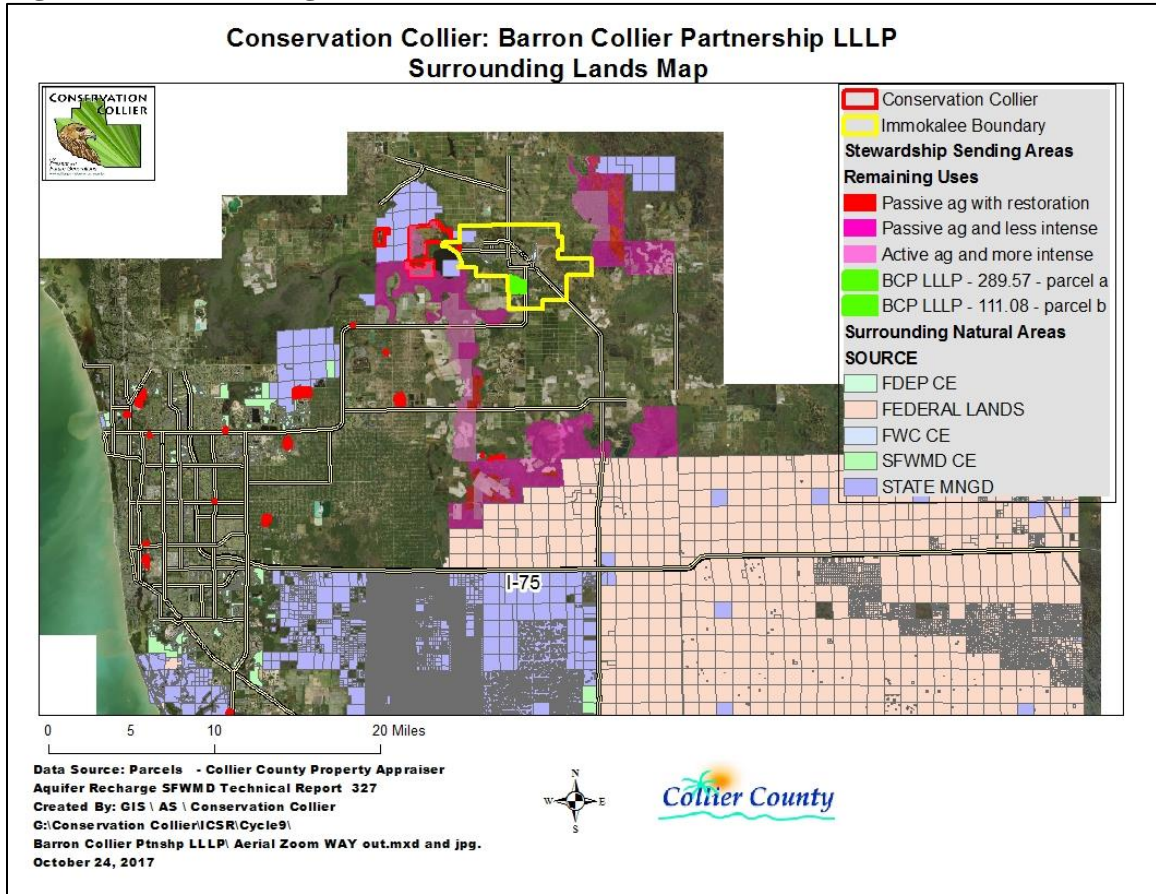 Conservation Collier: Barron Collier Partnership LLLP
Surrounding Lands Map
CONSERVATION
COLLIER
Conservation Collier
Immokalee Boundary
Stewardship Sending Areas
Remaining Uses
Passive ag with restoration
Passive ag and less intense
Active ag and more intense
BCP LLLP - 289.57 - parcel a
BCP LLLP - 111.08 - parcel b
Surrounding Natural Areas
SOURCE
FDEP CE
FEDERAL LANDS
FWC CE
SFWMD CE
STATE MNGD
I-75
0 5 10 20 Miles
Data Source: Parcels - Collier County Property Appraiser
Aquifer Recharge SFWMD Technical Report 327
Created By: GIS \ AS \ Conservation Collier
G:\Conservation Collier\ICSR\Cycle9\
Barron Collier Ptnshp LLLP\ Aerial Zoom WAY out.mxd and jpg.
October 24, 2017
N
W E
S
Collier County